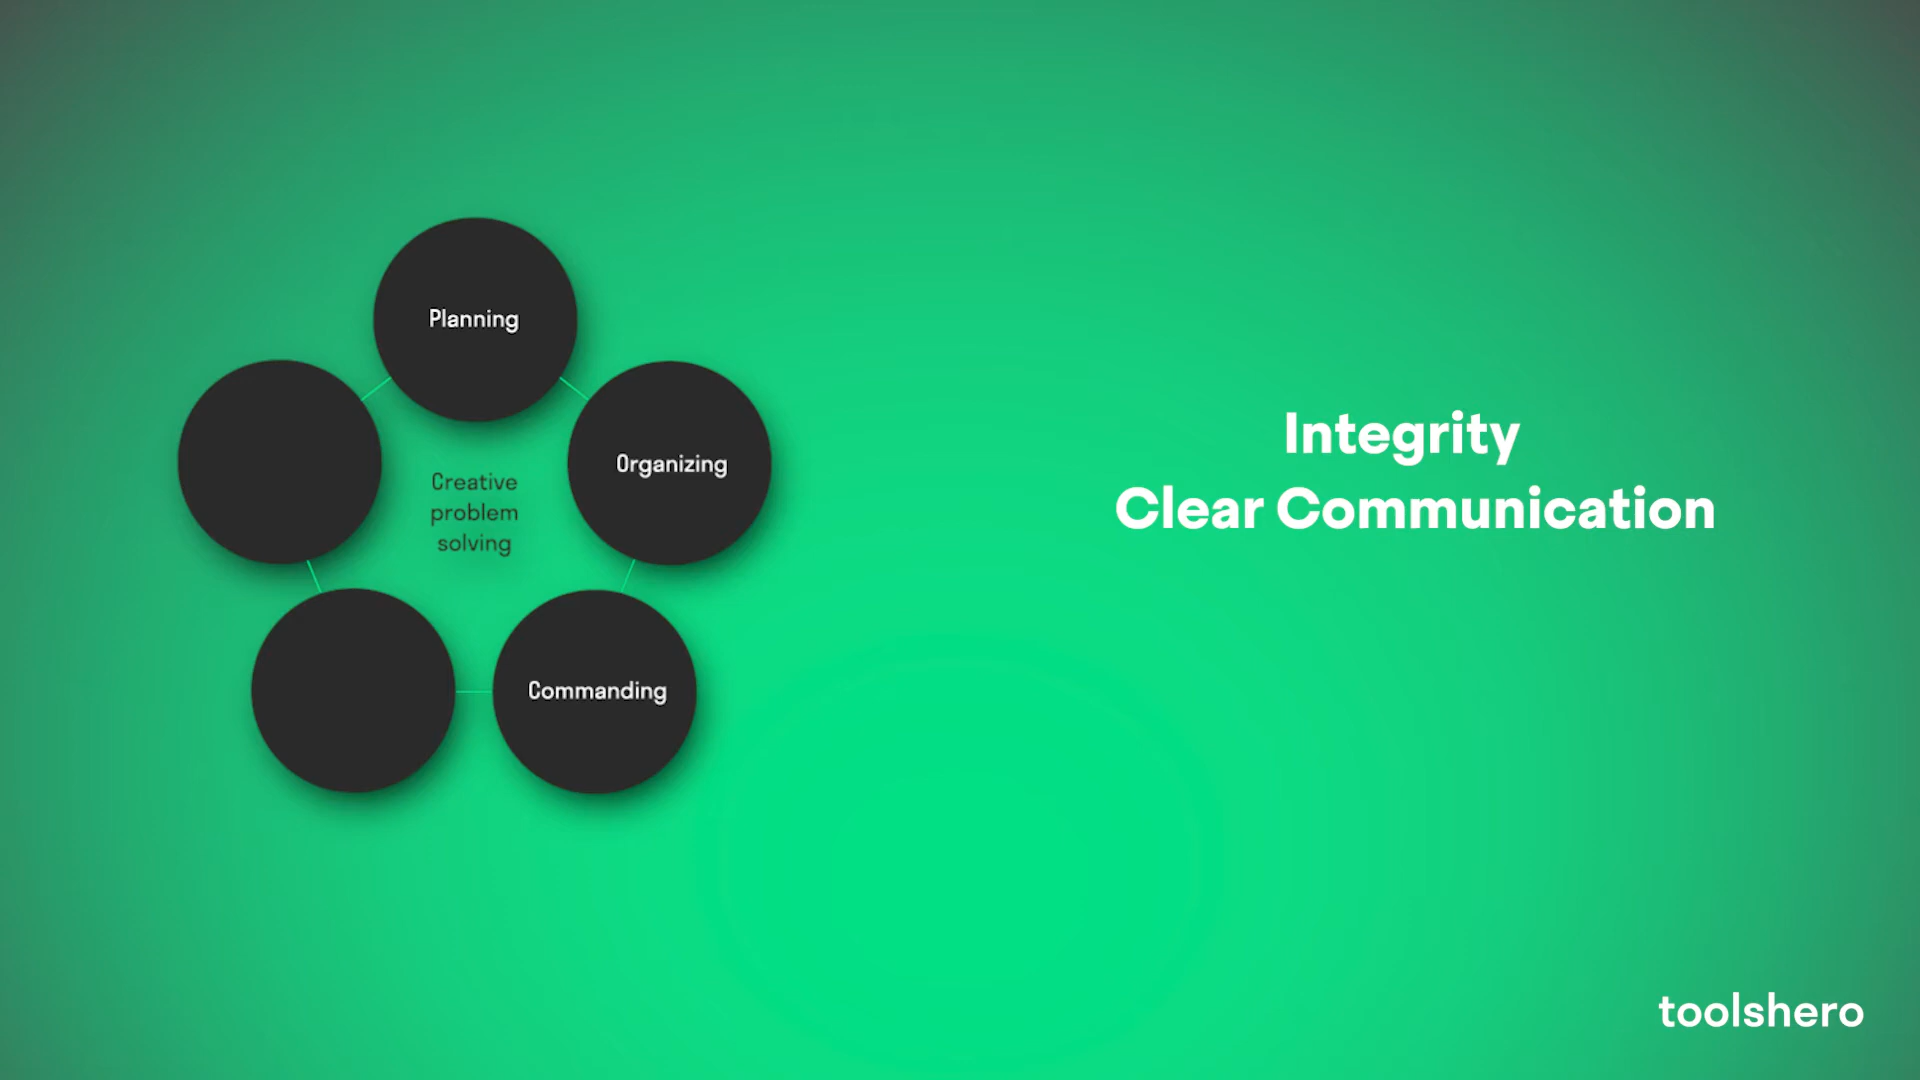 Planning
Organizing
Creative
problem
solving
Commanding
Integrity
Clear Communication
toolshero